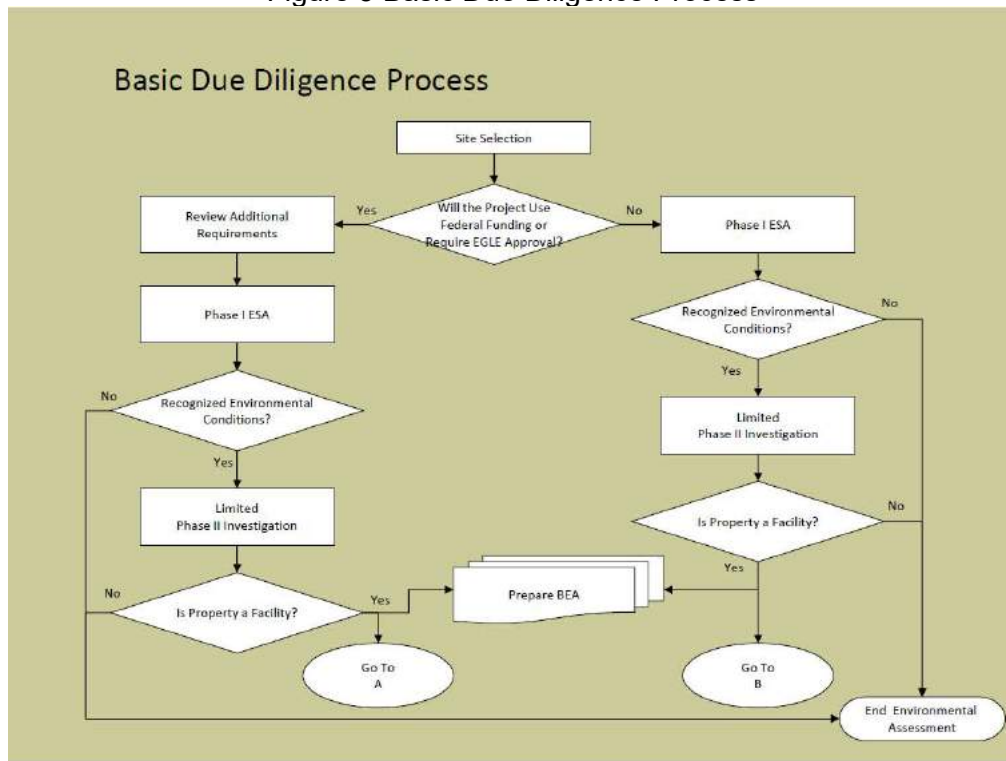 Figure 3 Basic Due Diligence Process
Basic Due Diligence Process
Site Selection
Will the Project Use
Federal Funding or
Require EGLE Approval?
Yes
No
Review Additional
Requirements
Phase I ESA
Phase I ESA
Recognized Environmental
Conditions?
No
Yes
Recognized Environmental
Conditions?
No
Yes
Limited
Phase II Investigation
Limited
Phase II Investigation
Is Property a Facility?
No
Yes
Is Property a Facility?
No
Yes
Prepare BEA
Go To
A
Go To
B
End Environmental
Assessment